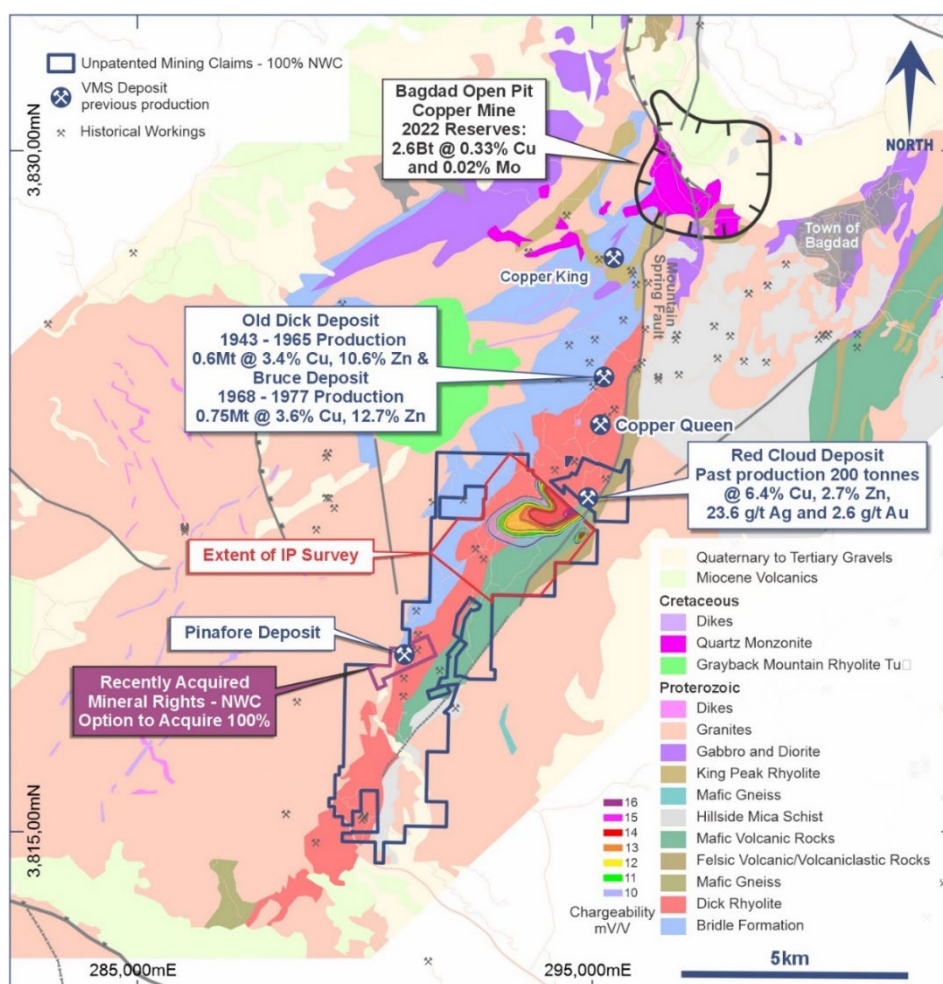 Unpatented Mining Claims - 100% NWC
VMS Deposit
previous production
Historical Workings
Bagdad Open Pit
Copper Mine
2022 Reserves:
2.6Bt @ 0.33% Cu
and 0.02% Mo
NORTH
3,830,00mN
Town of
Bagdad
Copper King
Mountain
Spring Fault
Old Dick Deposit
1943 - 1965 Production
0.6Mt @ 3.4% Cu, 10.6% Zn &
Bruce Deposit
1968 - 1977 Production
0.75Mt @ 3.6% Cu, 12.7% Zn
Copper Queen
Red Cloud Deposit
Past production 200 tonnes
@ 6.4% Cu, 2.7% Zn,
23.6 g/t Ag and 2.6 g/t Au
Extent of IP Survey
Pinafore Deposit
Recently Acquired
Mineral Rights - NWC
Option to Acquire 100%
Quaternary to Tertiary Gravels
Miocene Volcanics
Cretaceous
Dikes
Quartz Monzonite
Grayback Mountain Rhyolite Tu□
Proterozoic
Dikes
Granites
Gabbro and Diorite
King Peak Rhyolite
Mafic Gneiss
Hillside Mica Schist
Mafic Volcanic Rocks
Felsic Volcanic/Volcaniclastic Rocks
Mafic Gneiss
Dick Rhyolite
Bridle Formation
16
15
14
13
12
11
10
Chargeability
mV/V
3,815,00mN
285,000mE
295,000mE
5km